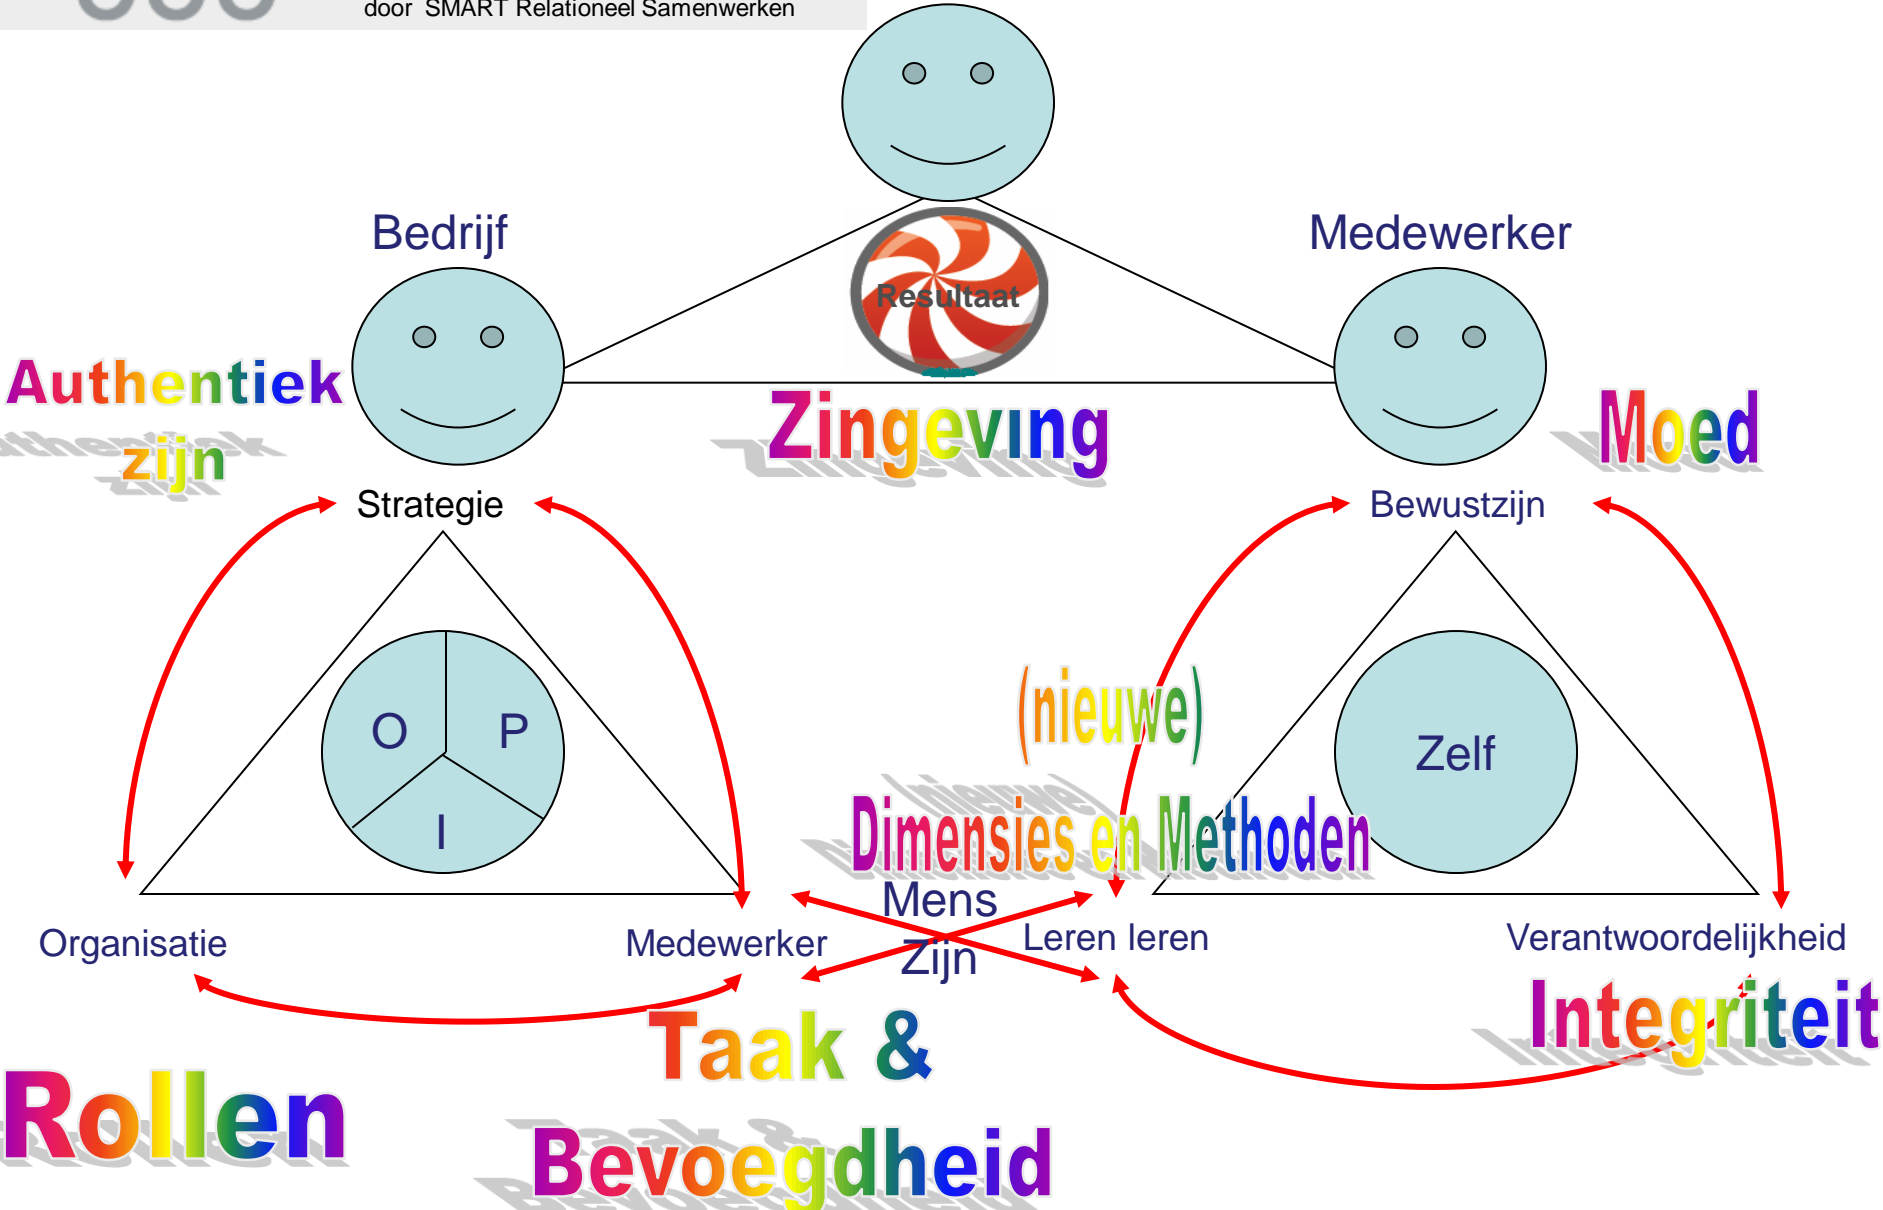 door SMART Relationeel Samenwerken
Bedrijf
Medewerker
Resultaat
Authentiek
zijn
Zingeving
Moed
Strategie
Bewustzijn
O
P
I
(nieuwe)
Zelf
Dimensies en Methoden
Mens
Zijn
Organisatie
Medewerker
Leren leren
Verantwoordelijkheid
Integriteit
Taak &
Bevoegdheid
Rollen